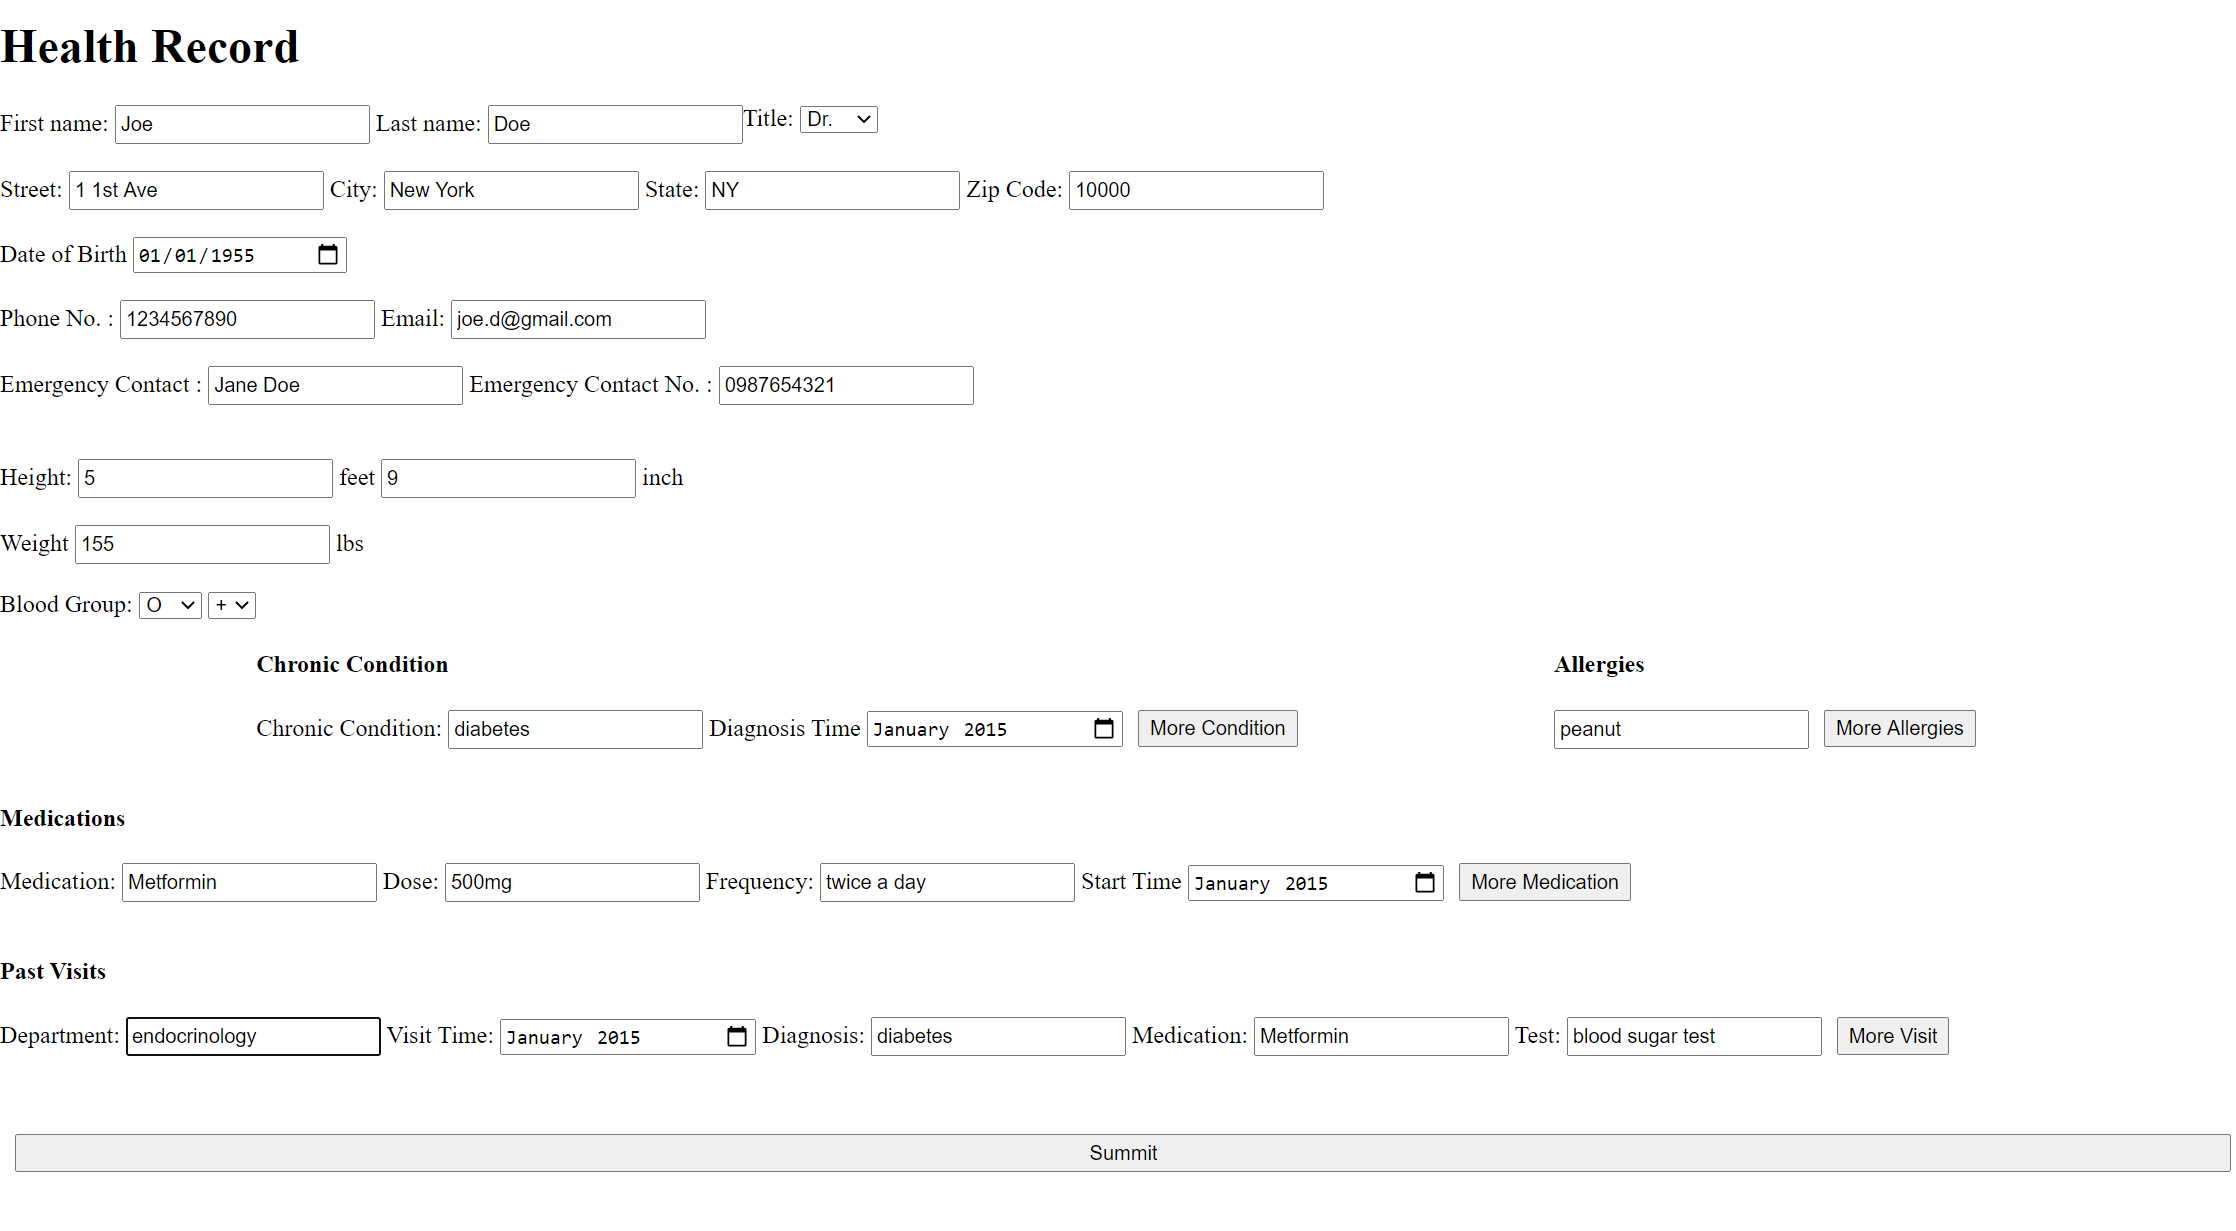 Health Record
First name: Joe Last name: Doe Title: Dr.
Street: 1 1st Ave City: New York State: NY Zip Code: 10000
Date of Birth 01/01/1955
Phone No. : 1234567890 Email: joe.d@gmail.com
Emergency Contact : Jane Doe Emergency Contact No. : 0987654321
Height: 5 feet 9 inch
Weight 155 lbs
Blood Group: O +
Chronic Condition
Chronic Condition: diabetes Diagnosis Time January 2015 More Condition
Allergies
peanut More Allergies
Medications
Medication: Metformin Dose: 500mg Frequency: twice a day Start Time January 2015 More Medication
Past Visits
Department: endocrinology Visit Time: January 2015 Diagnosis: diabetes Medication: Metformin Test: blood sugar test More Visit
Summit